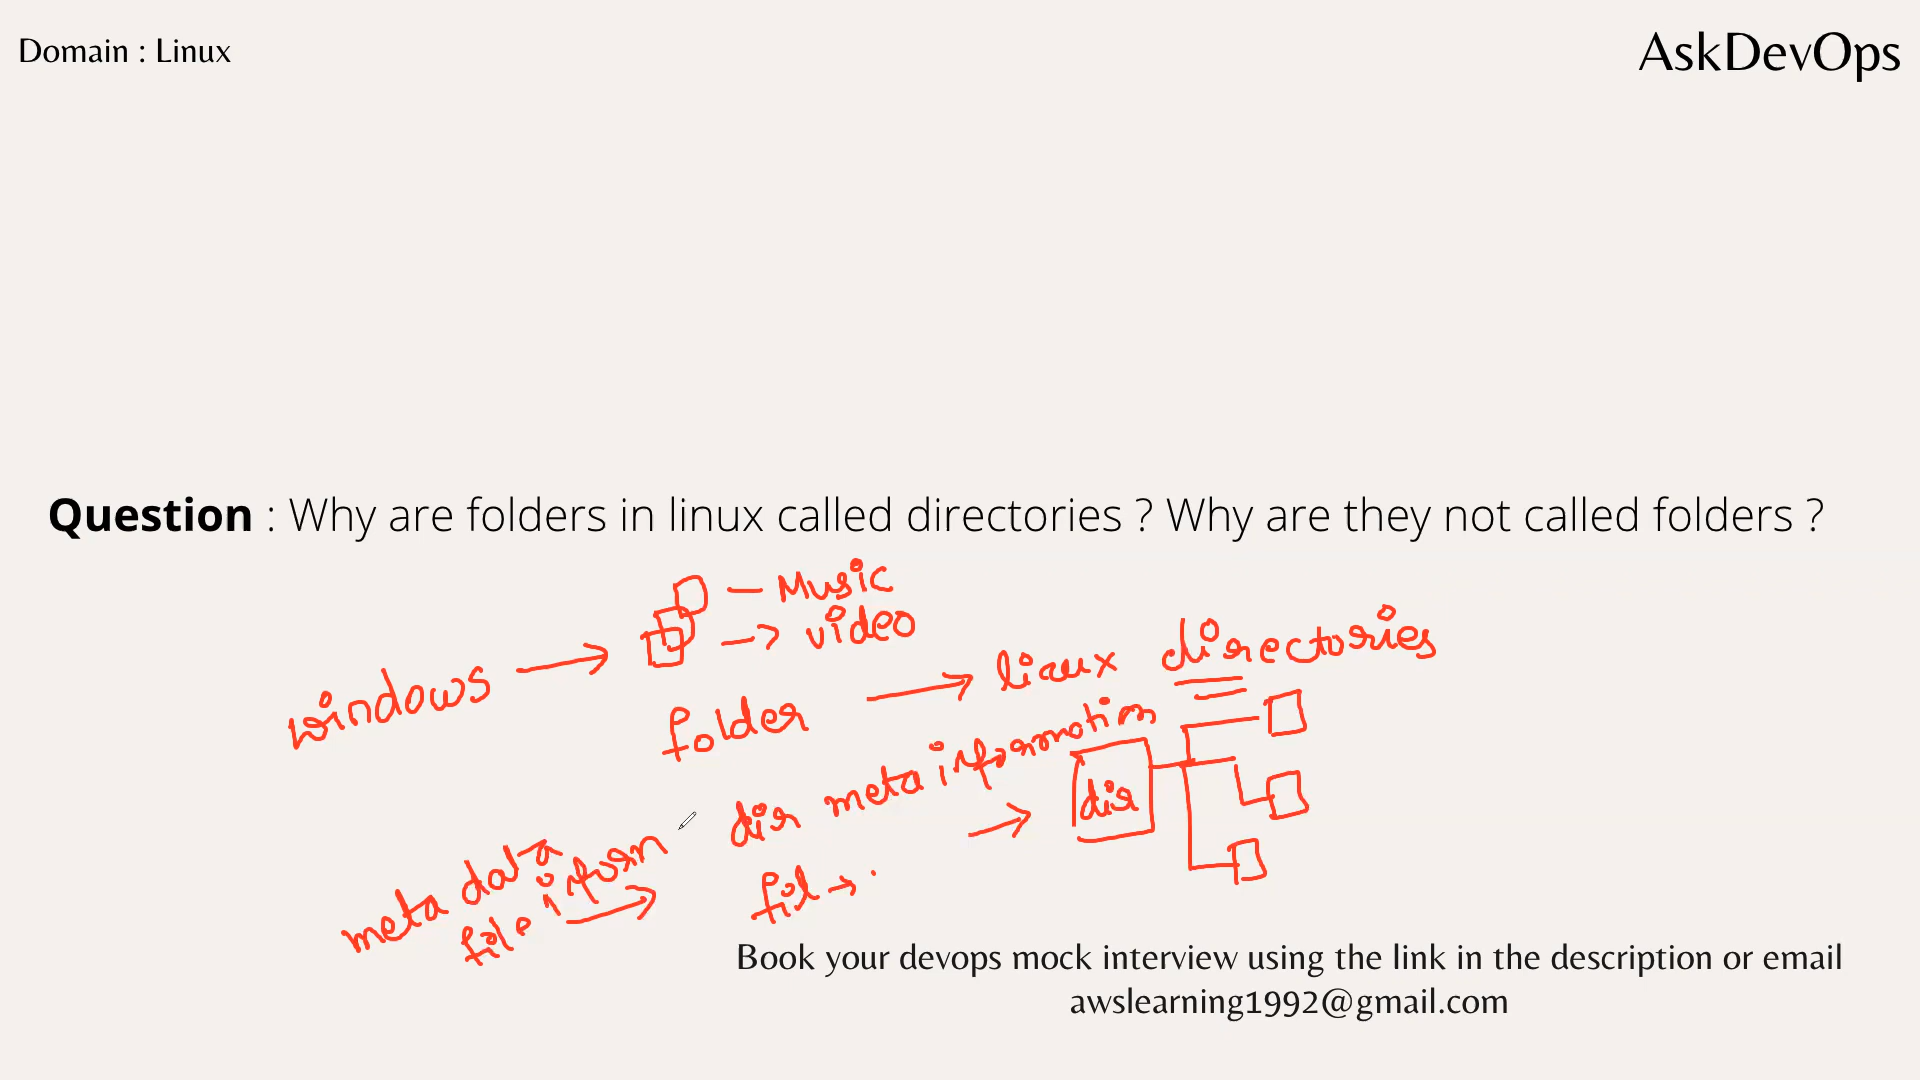 Domain : Linux
AskDevOps
Question : Why are folders in linux called directories ? Why are they not called folders ?
— Music
windows → → video
folder → linux directories
dir meta information
→ dir
meta data
file inform →
fil → .
Book your devops mock interview using the link in the description or email
awslearning1992@gmail.com